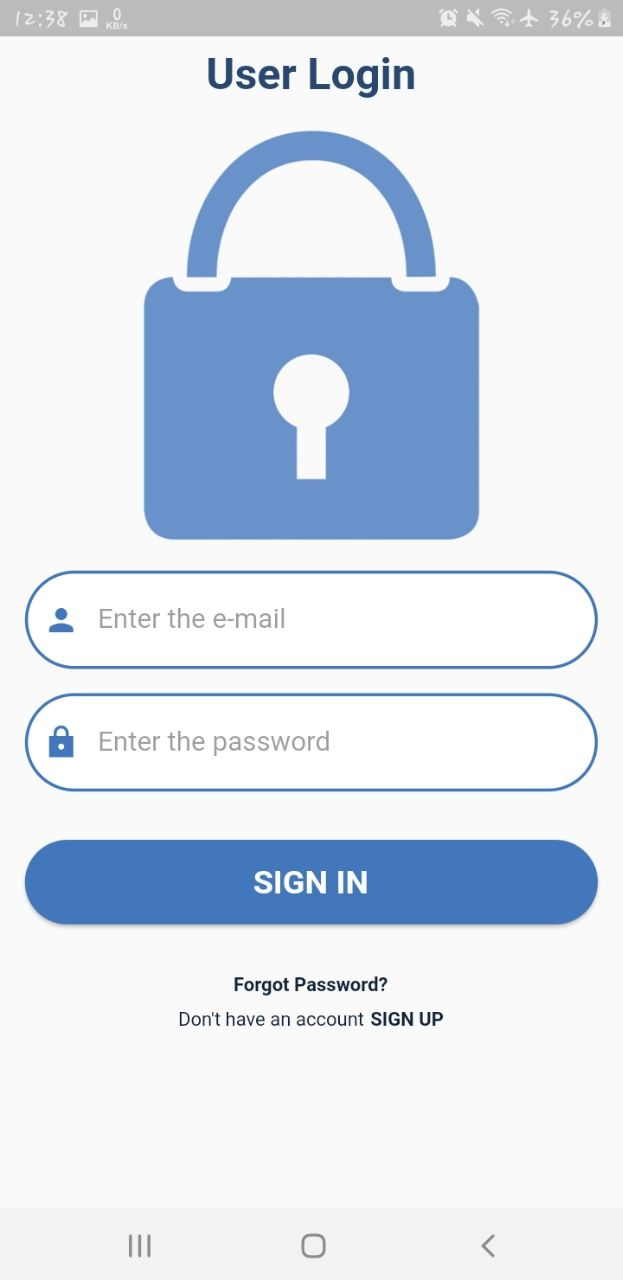 12:38 0 KB/s 36%
User Login
Enter the e-mail
Enter the password
SIGN IN
Forgot Password?
Don't have an account SIGN UP